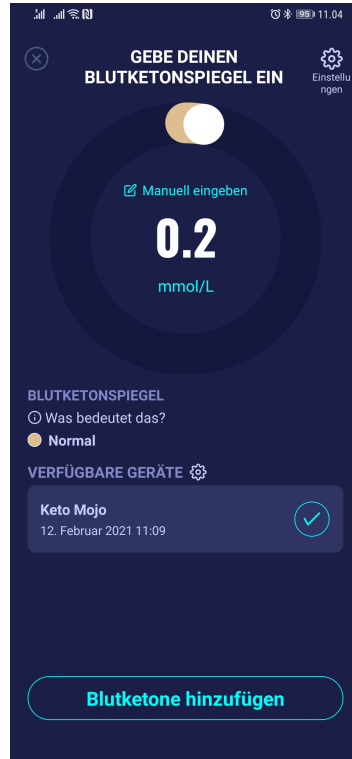 95 11.04
GEBE DEINEN
BLUTKETONSPIEGEL EIN
Einstellu
ngen
Manuell eingeben
0.2
mmol/L
BLUTKETONSPIEGEL
Was bedeutet das?
Normal
VERFÜGBARE GERÄTE
Keto Mojo
12. Februar 2021 11:09
Blutketone hinzufügen